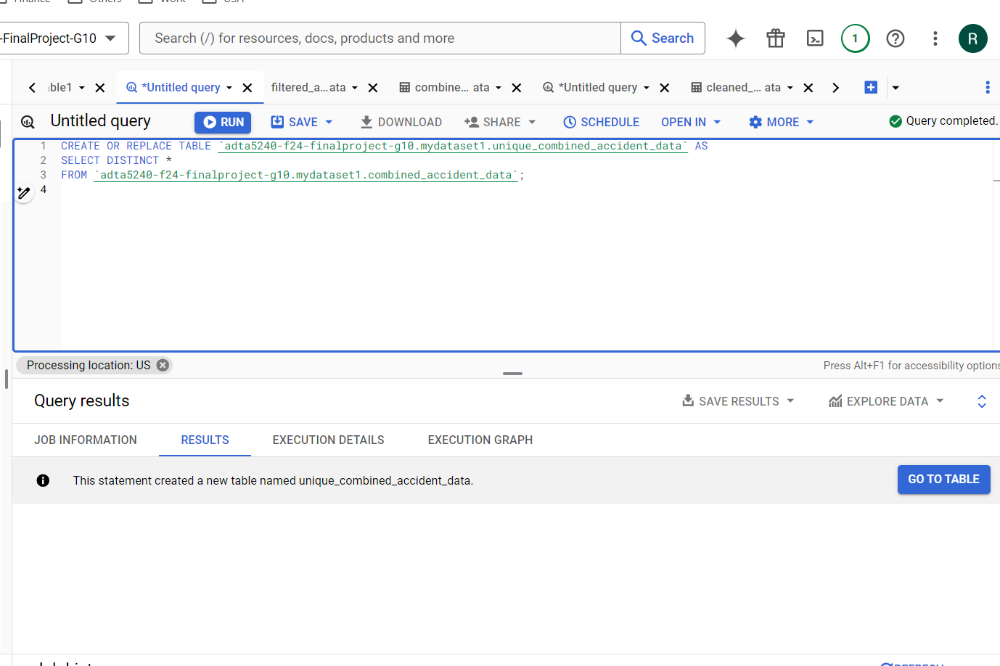 Others
Work
-FinalProject-G10
Search (/) for resources, docs, products and more
Search
1
R
ıble1
*Untitled query
filtered_a...ata
combine... ata
*Untitled query
cleaned_... ata
Untitled query
RUN
SAVE
DOWNLOAD
SHARE
SCHEDULE
OPEN IN
MORE
Query completed.
1 CREATE OR REPLACE TABLE `adta5240-f24-finalproject-g10.mydataset1.unique_combined_accident_data` AS
2 SELECT DISTINCT *
3 FROM `adta5240-f24-finalproject-g10.mydataset1.combined_accident_data`;
4
Processing location: US
Press Alt+F1 for accessibility options
Query results
SAVE RESULTS
EXPLORE DATA
JOB INFORMATION
RESULTS
EXECUTION DETAILS
EXECUTION GRAPH
This statement created a new table named unique_combined_accident_data.
GO TO TABLE
REFRESH